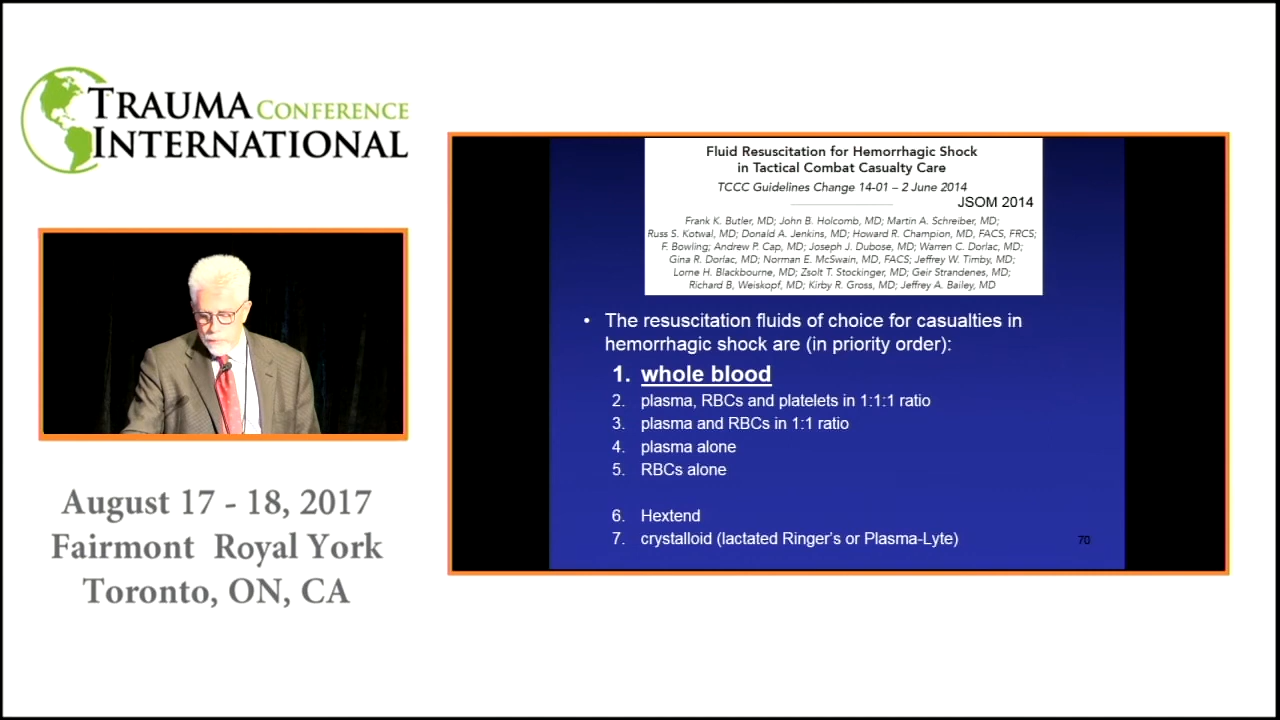 TRAUMA CONFERENCE
INTERNATIONAL
August 17 - 18, 2017
Fairmont Royal York
Toronto, ON, CA
Fluid Resuscitation for Hemorrhagic Shock
in Tactical Combat Casualty Care
TCCC Guidelines Change 14-01 – 2 June 2014
JSOM 2014
Frank K. Butler, MD; John B. Holcomb, MD; Martin A. Schreiber, MD;
Russ S. Kotwal, MD; Donald A. Jenkins, MD; Howard R. Champion, MD, FACS, FRCS;
F. Bowling; Andrew P. Cap, MD; Joseph J. Dubose, MD; Warren C. Dorlac, MD;
Gina R. Dorlac, MD; Norman E. McSwain, MD, FACS; Jeffrey W. Timby, MD;
Lorne H. Blackbourne, MD; Zsolt T. Stockinger, MD; Geir Strandenes, MD;
Richard B, Weiskopf, MD; Kirby R. Gross, MD; Jeffrey A. Bailey, MD
• The resuscitation fluids of choice for casualties in
hemorrhagic shock are (in priority order):
1. whole blood
2. plasma, RBCs and platelets in 1:1:1 ratio
3. plasma and RBCs in 1:1 ratio
4. plasma alone
5. RBCs alone
6. Hextend
7. crystalloid (lactated Ringer's or Plasma-Lyte)
70